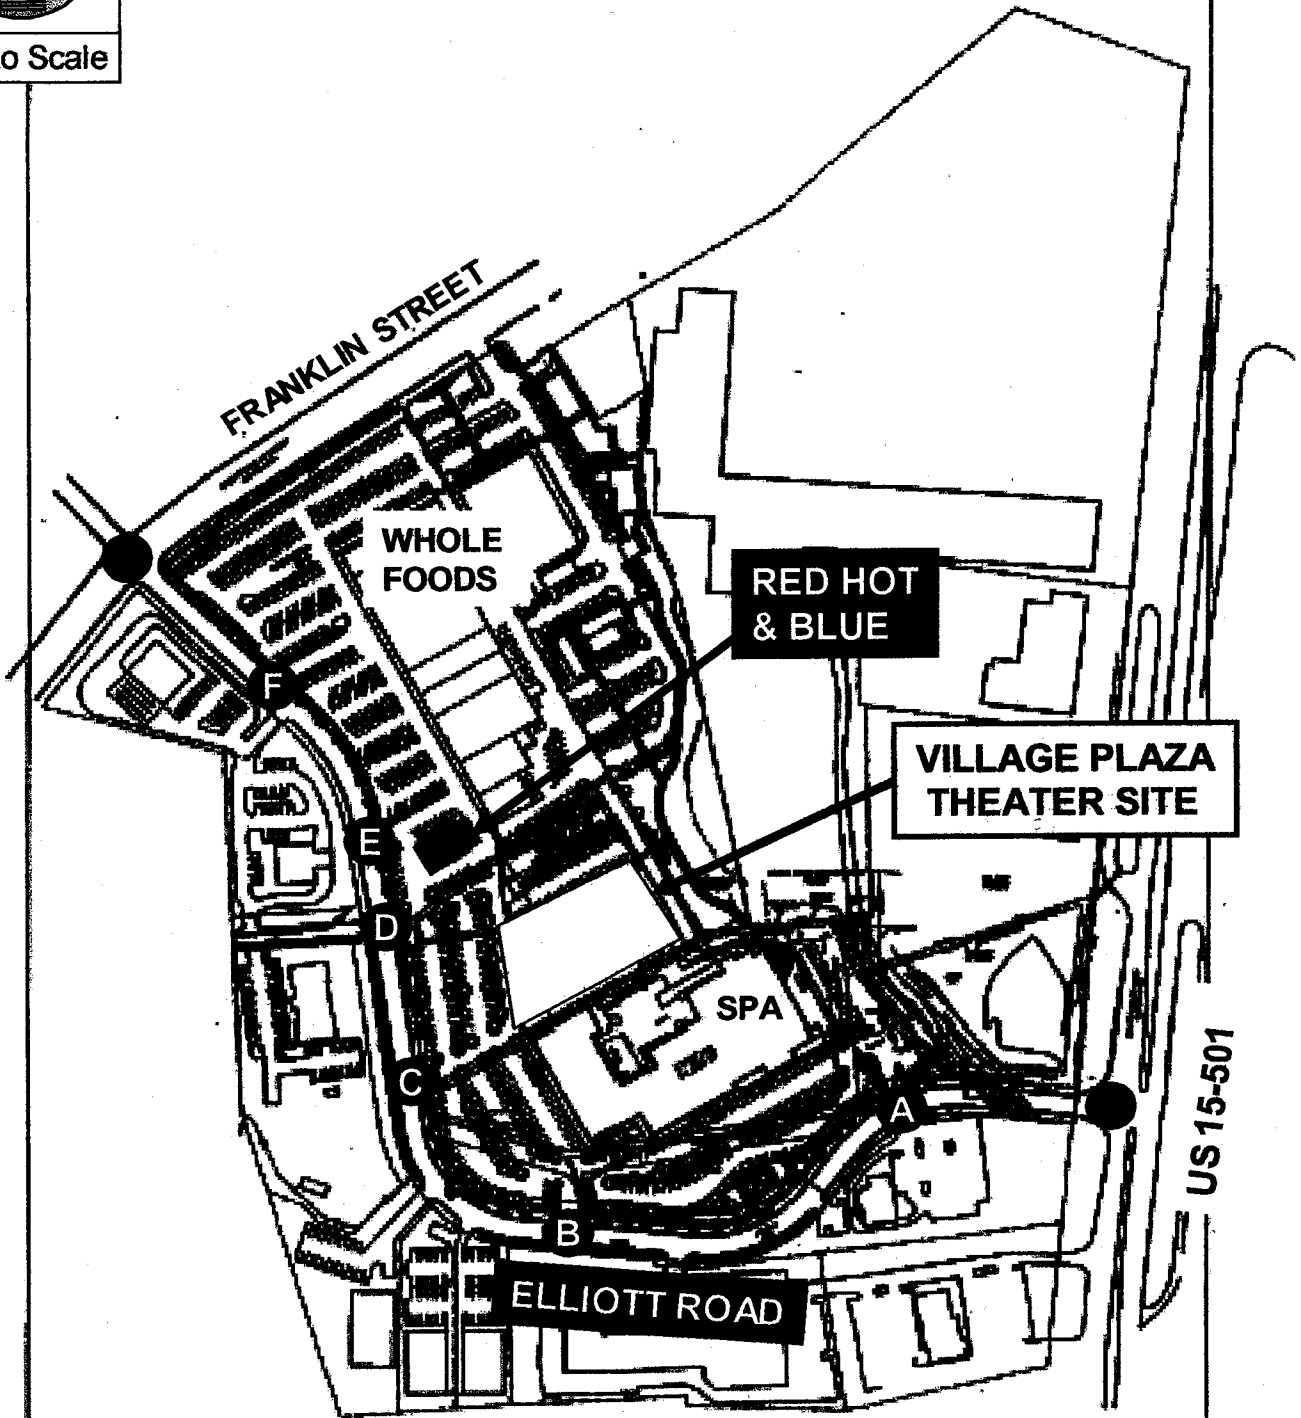 o Scale
FRANKLIN STREET
WHOLE
FOODS
RED HOT
& BLUE
F
VILLAGE PLAZA
THEATER SITE
E
D
SPA
C
A
US 15-501
B
ELLIOTT ROAD